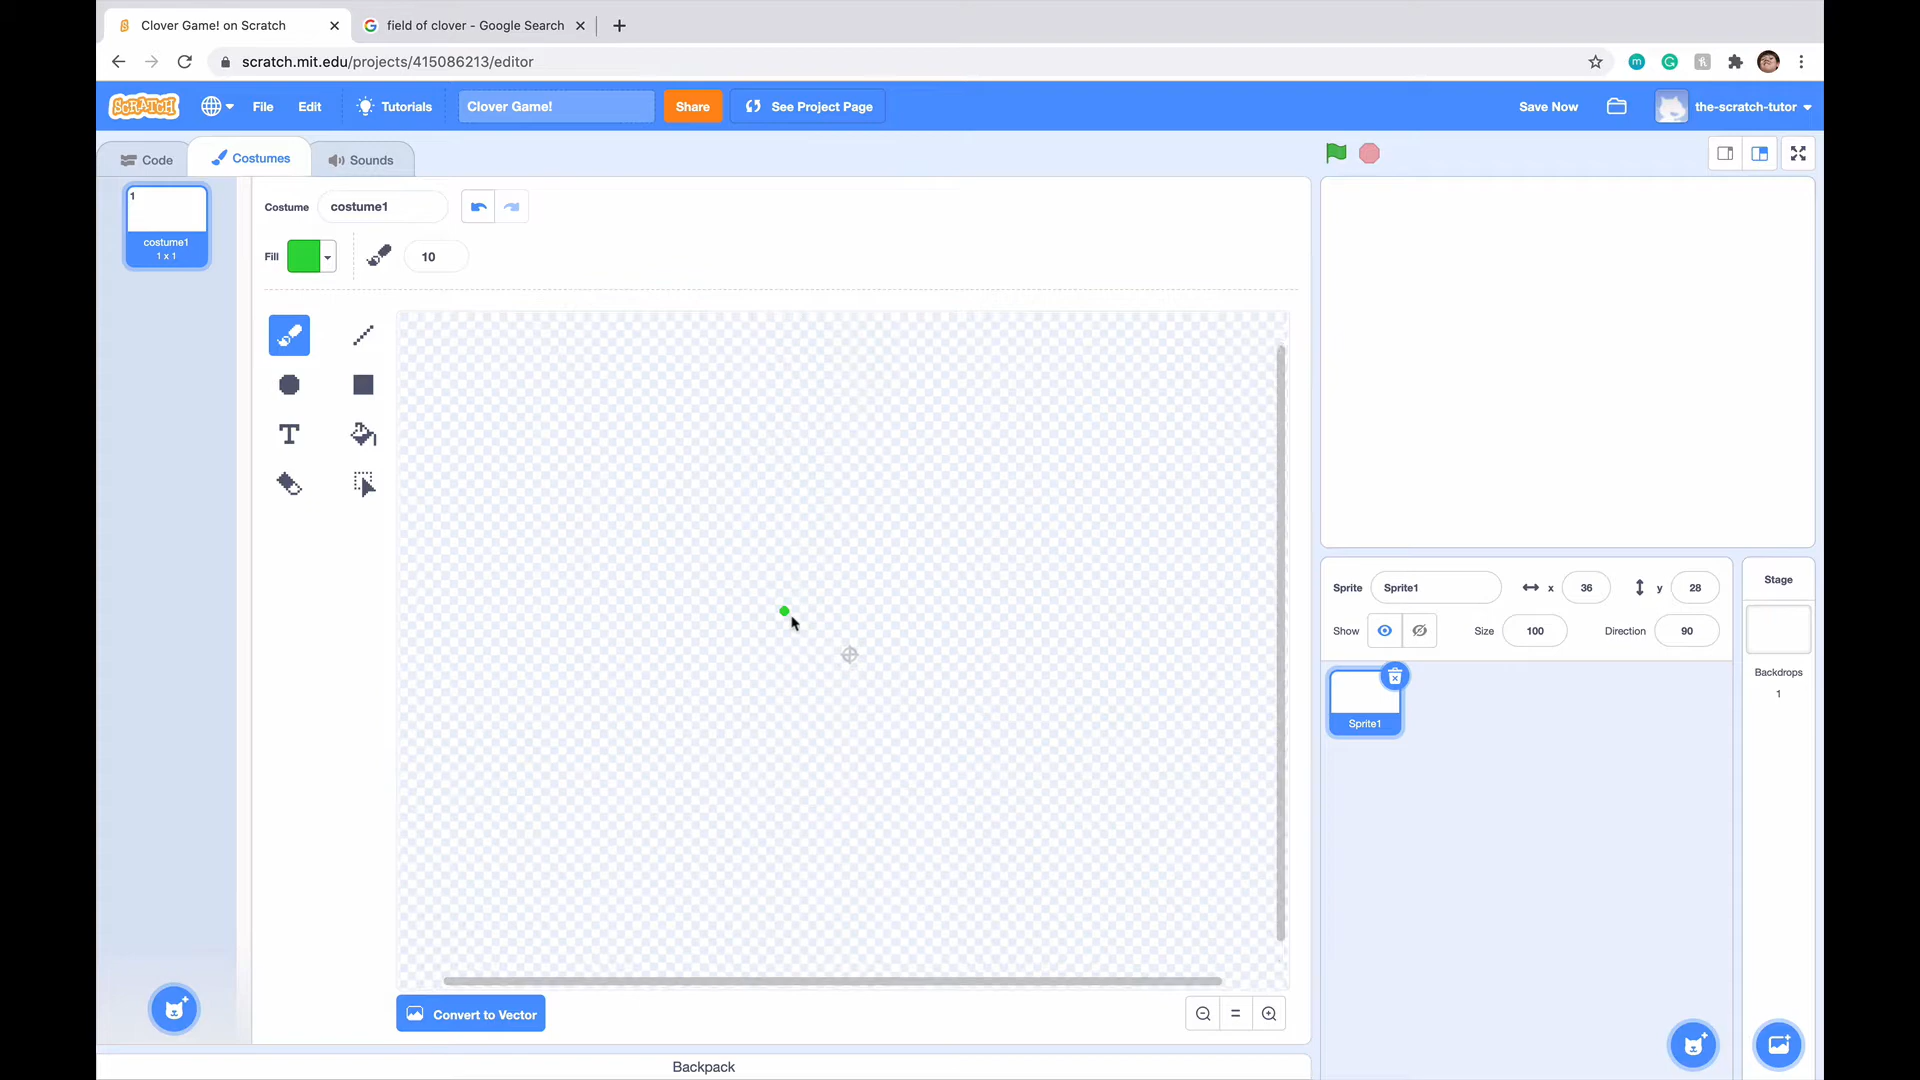 Clover Game! on Scratch
field of clover - Google Search
scratch.mit.edu/projects/415086213/editor
SCRATCH
File
Edit
Tutorials
Clover Game!
Share
See Project Page
Save Now
the-scratch-tutor
Code
Costumes
Sounds
1
costume1
1 x 1
Costume
costume1
Fill
10
T
Convert to Vector
Backpack
Sprite
Sprite1
x
36
y
28
Show
Size
100
Direction
90
Sprite1
Stage
Backdrops
1